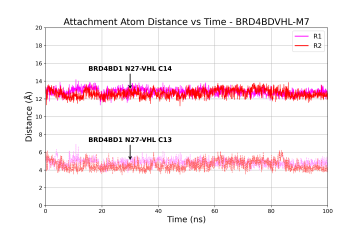 Attachment Atom Distance vs Time - BRD4BDVHL-M7
R1
R2
BRD4BD1 N27-VHL C14
BRD4BD1 N27-VHL C13
Distance (Å)
20
18
16
14
12
10
8
6
4
2
0
0
20
40
60
80
100
Time (ns)